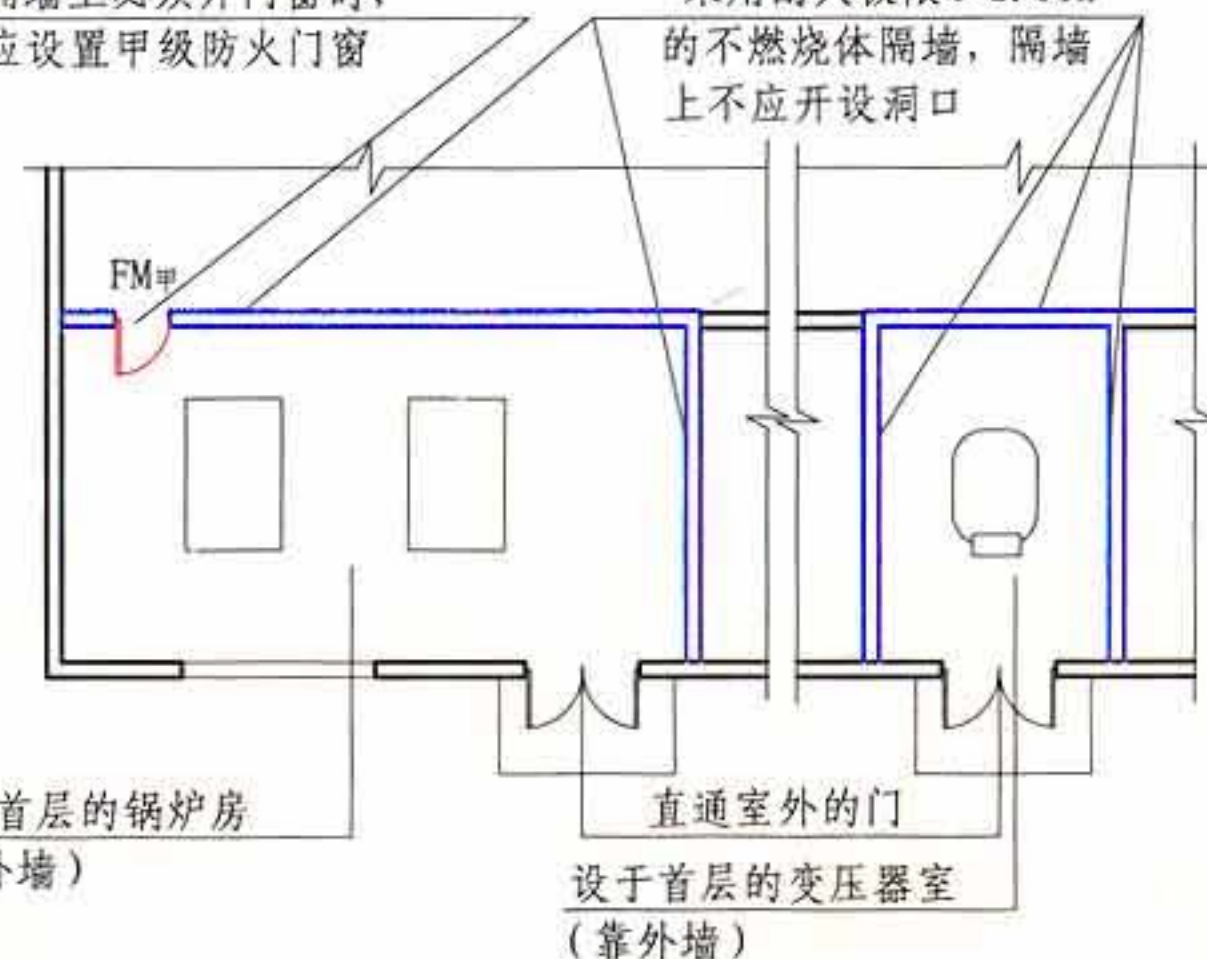 应设置甲级防火门窗
的不燃烧体隔墙，隔墙
上不应开设洞口
FM甲
首层的锅炉房
外墙）
直通室外的门
设于首层的变压器室
（靠外墙）